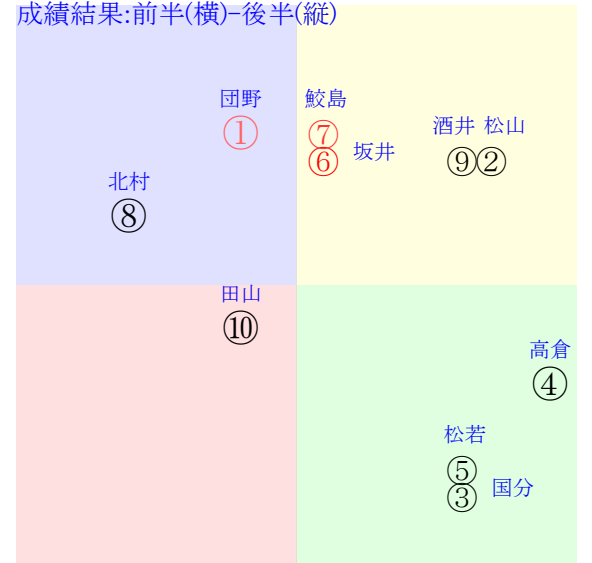 成績結果:前半(横)-後半(縦)
団野
鮫島
①
⑦
酒井 松山
⑥
坂井
⑨②
北村
⑧
田山
⑩
高倉
④
松若
⑤
③
国分